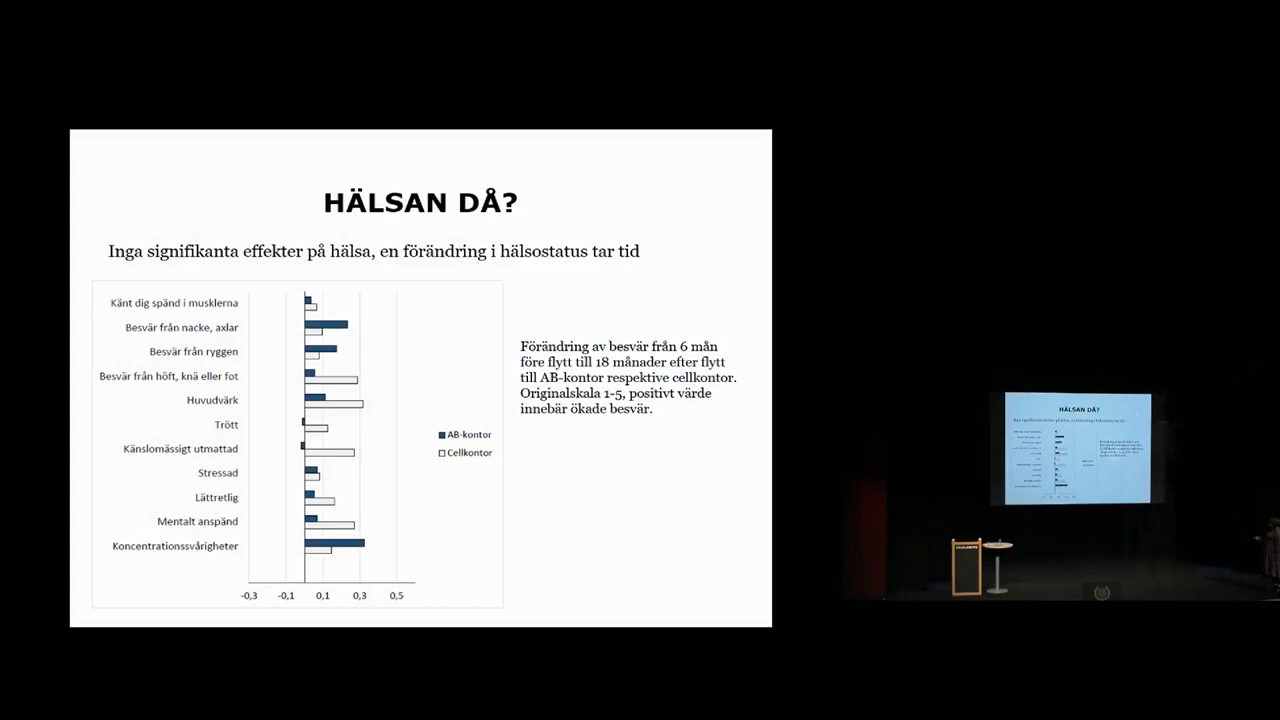 HÄLSAN DÅ?
Inga signifikanta effekter på hälsa, en förändring i hälsostatus tar tid
Känt dig spänd i musklerna
Besvär från nacke, axlar
Besvär från ryggen
Besvär från höft, knä eller fot
Huvudvärk
Trött
Känslomässigt utmattad
Stressad
Lättretlig
Mentalt anspänd
Koncentrationssvårigheter
-0,3 -0,1 0,1 0,3 0,5
AB-kontor
Cellkontor
Förändring av besvär från 6 mån
före flytt till 18 månader efter flytt
till AB-kontor respektive cellkontor.
Originalskala 1-5, positivt värde
innebär ökade besvär.
HÄLSAN DÅ?
CHALMERS